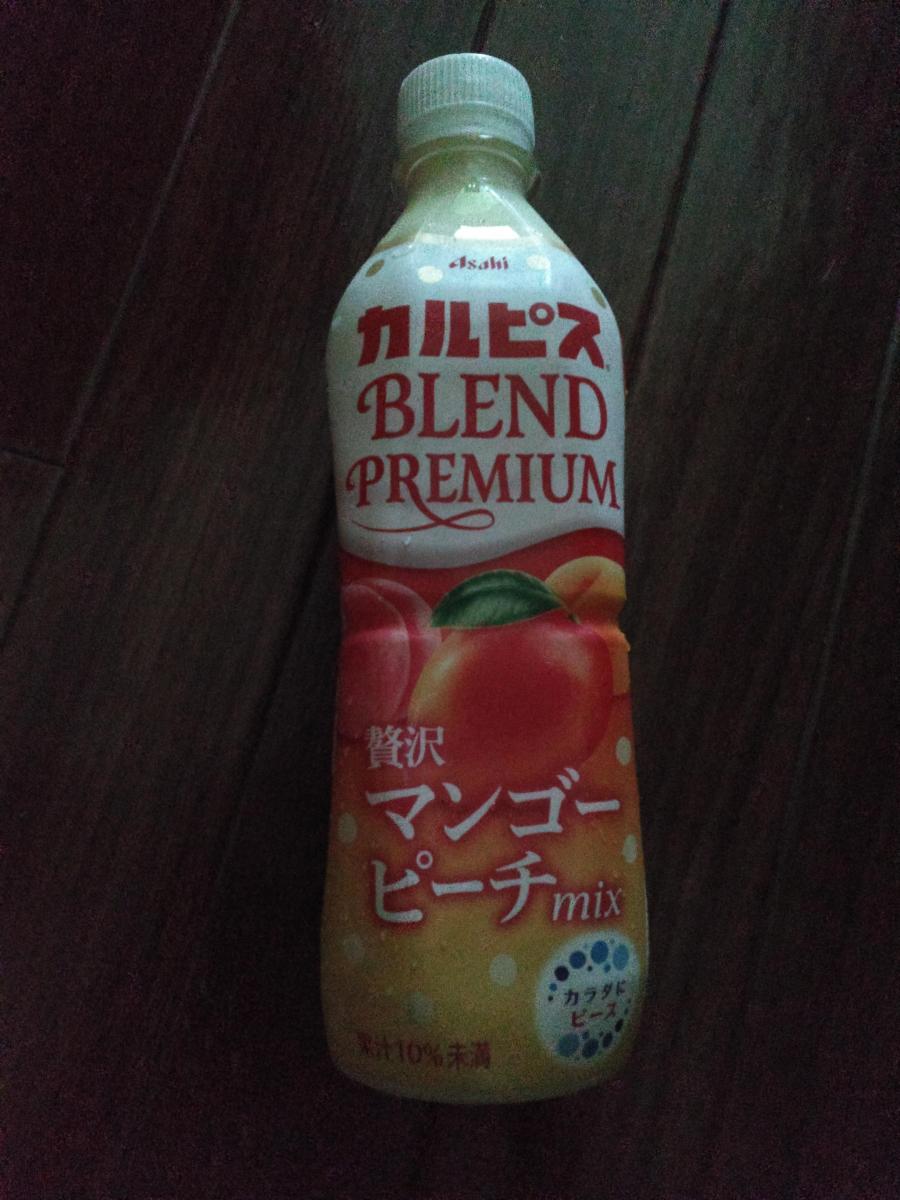 Asahi
カルピス
BLEND
PREMIUM
贅沢
マンゴー
ピーチmix
カラダに
ピース
果汁10%未満